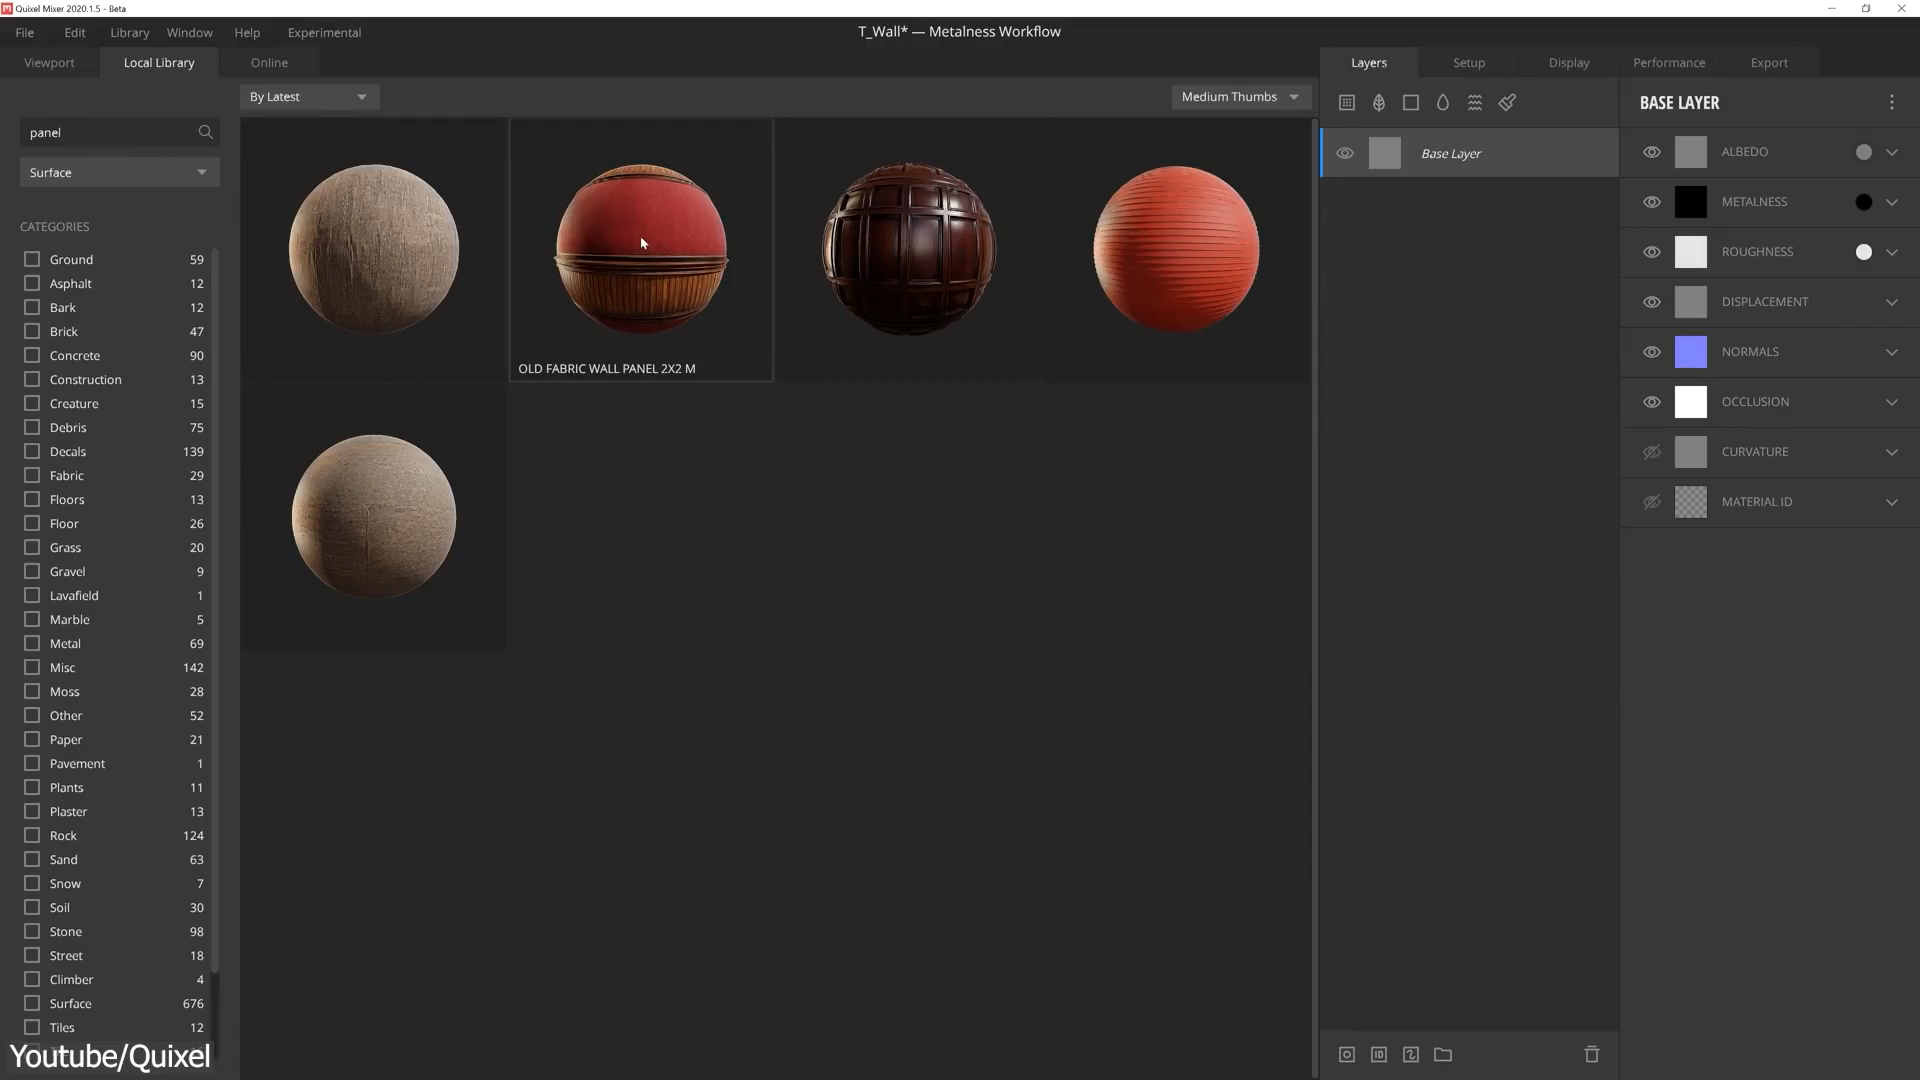 Quixel Mixer 2020.1.5 - Beta
File Edit Library Window Help Experimental
T_Wall* — Metalness Workflow
Viewport Local Library Online
Layers Setup Display Performance Export
By Latest
Medium Thumbs
BASE LAYER
panel
Surface
Base Layer
ALBEDO
METALNESS
ROUGHNESS
DISPLACEMENT
NORMALS
OCCLUSION
CURVATURE
MATERIAL ID
CATEGORIES
Ground 59
Asphalt 12
Bark 12
Brick 47
Concrete 90
Construction 13
Creature 15
Debris 75
Decals 139
Fabric 29
Floors 13
Floor 26
Grass 20
Gravel 9
Lavafield 1
Marble 5
Metal 69
Misc 142
Moss 28
Other 52
Paper 21
Pavement 1
Plants 11
Plaster 13
Rock 124
Sand 63
Snow 7
Soil 30
Stone 98
Street 18
Climber 4
Surface 676
Tiles 12
OLD FABRIC WALL PANEL 2X2 M
ID
Youtube/Quixel